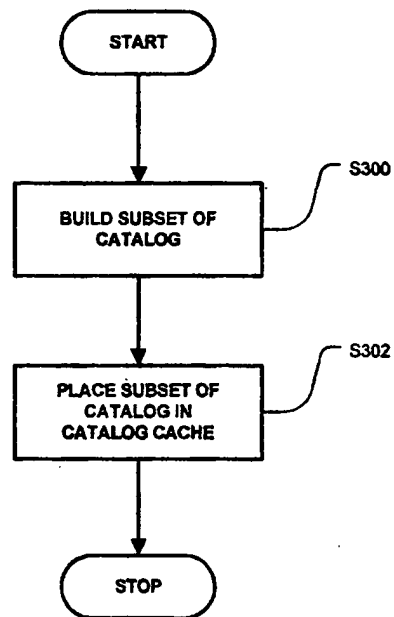 START
S300
BUILD SUBSET OF
CATALOG
S302
PLACE SUBSET OF
CATALOG IN
CATALOG CACHE
STOP